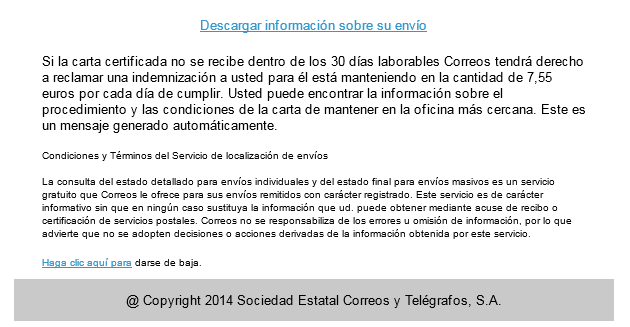 Descargar información sobre su envío
Si la carta certificada no se recibe dentro de los 30 días laborables Correos tendrá derecho
a reclamar una indemnización a usted para él está manteniendo en la cantidad de 7,55
euros por cada día de cumplir. Usted puede encontrar la información sobre el
procedimiento y las condiciones de la carta de mantener en la oficina más cercana. Este es
un mensaje generado automáticamente.
Condiciones y Términos del Servicio de localización de envíos
La consulta del estado detallado para envíos individuales y del estado final para envíos masivos es un servicio
gratuito que Correos le ofrece para sus envíos remitidos con carácter registrado. Este servicio es de carácter
informativo sin que en ningún caso sustituya la información que ud. puede obtener mediante acuse de recibo o
certificación de servicios postales. Correos no se responsabiliza de los errores u omisión de información, por lo que
advierte que no se adopten decisiones o acciones derivadas de la información obtenida por este servicio.
Haga clic aquí para darse de baja.
@ Copyright 2014 Sociedad Estatal Correos y Telégrafos, S.A.